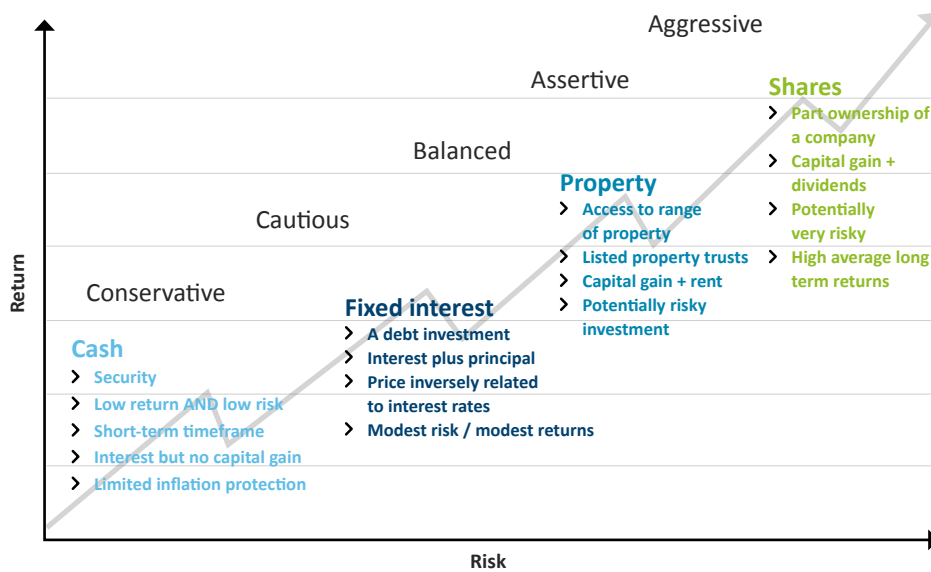 Aggressive
Assertive
Balanced
Cautious
Conservative
Return
Cash
Security
Low return AND low risk
Short-term timeframe
Interest but no capital gain
Limited inflation protection
Fixed interest
A debt investment
Interest plus principal
Price inversely related
to interest rates
Modest risk / modest returns
Property
Access to range
of property
Listed property trusts
Capital gain + rent
Potentially risky
investment
Shares
Part ownership of
a company
Capital gain +
dividends
Potentially
very risky
High average long
term returns
Risk